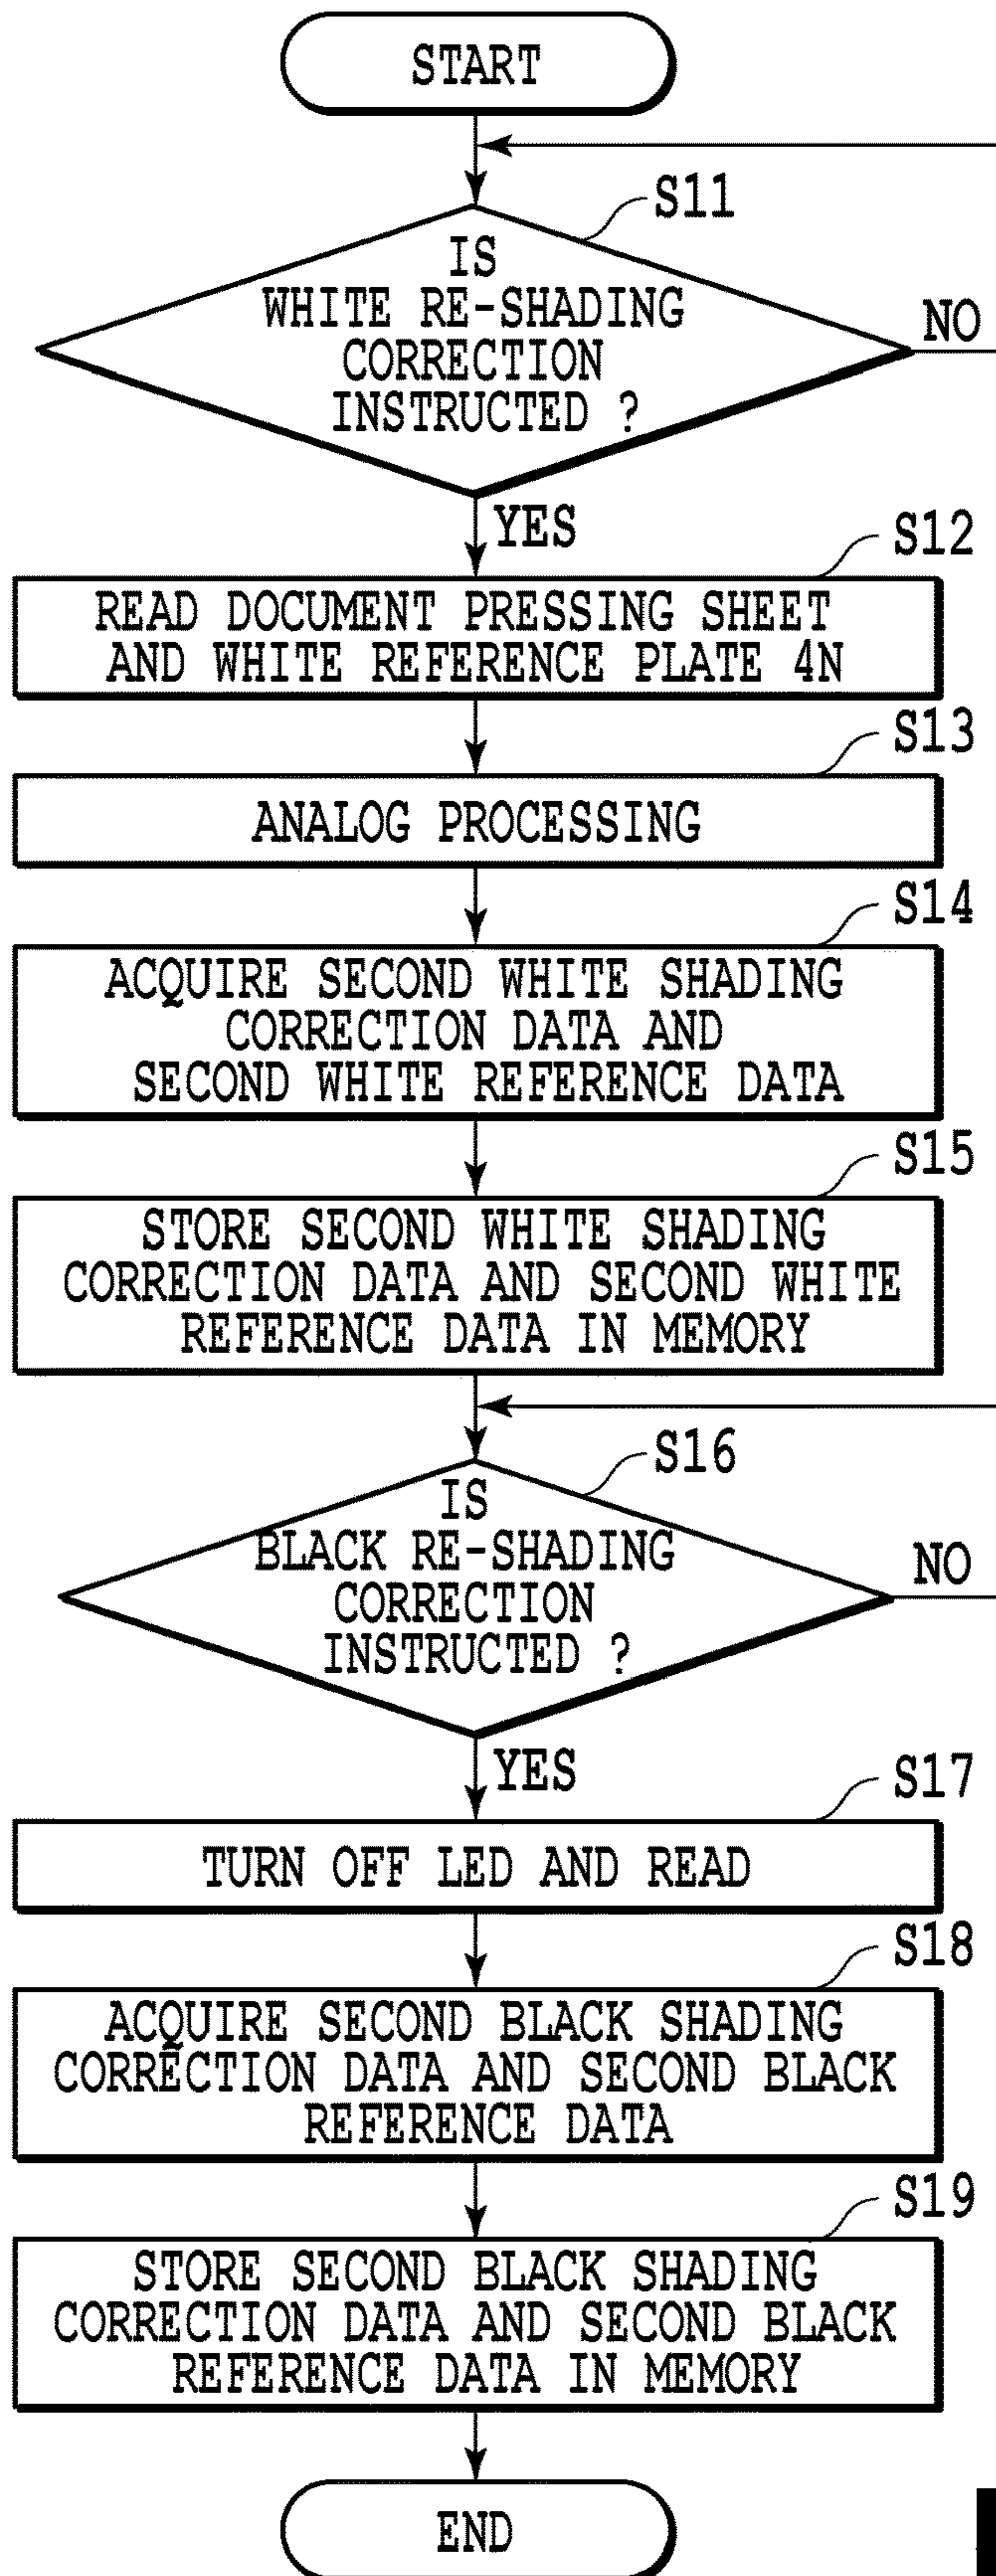 START
S11
IS
WHITE RE-SHADING
CORRECTION
INSTRUCTED ?
NO
YES
S12
READ DOCUMENT PRESSING SHEET
AND WHITE REFERENCE PLATE 4N
S13
ANALOG PROCESSING
S14
ACQUIRE SECOND WHITE SHADING
CORRECTION DATA AND
SECOND WHITE REFERENCE DATA
S15
STORE SECOND WHITE SHADING
CORRECTION DATA AND SECOND WHITE
REFERENCE DATA IN MEMORY
S16
IS
BLACK RE-SHADING
CORRECTION
INSTRUCTED ?
NO
YES
S17
TURN OFF LED AND READ
S18
ACQUIRE SECOND BLACK SHADING
CORRECTION DATA AND SECOND BLACK
REFERENCE DATA
S19
STORE SECOND BLACK SHADING
CORRECTION DATA AND SECOND BLACK
REFERENCE DATA IN MEMORY
END